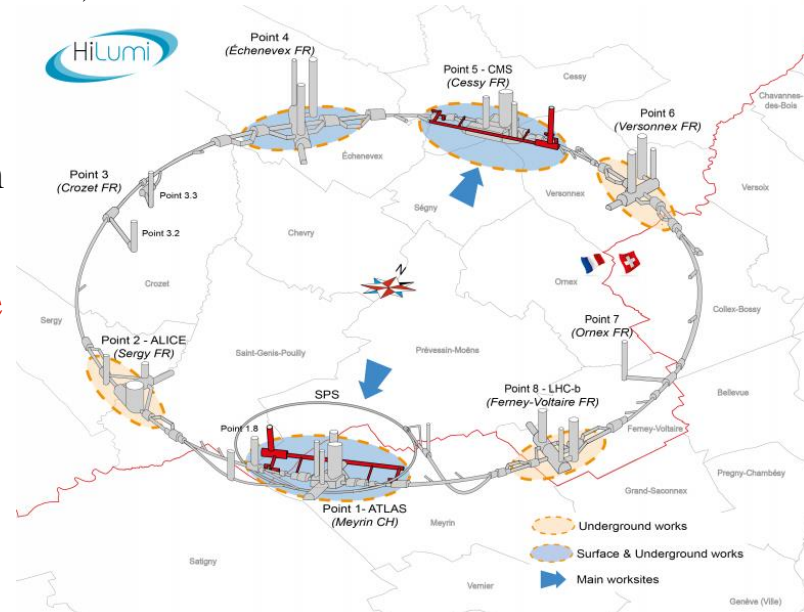 HiLumi
Point 4
(Échenevex FR)
Point 5 - CMS
(Cessy FR)
Cessy
Chavannes-
des-Bois
Point 6
(Versonnex FR)
Échenevex
Point 3
(Crozet FR)
Point 3.3
Point 3.2
Versonnex
Versoix
Ségny
Chevry
N
Crozet
Ornex
Sergy
Point 7
(Ornex FR)
Collex-Bossy
Point 2 - ALICE
(Sergy FR)
Saint-Genis-Pouilly
Prévessin-Moëns
Point 8 - LHC-b
(Ferney-Voltaire FR)
Bellevue
SPS
Point 1.8
Ferney-Voltaire
Pregny-Chambésy
Grand-Saconnex
Point 1- ATLAS
(Meyrin CH)
Meyrin
Underground works
Surface & Underground works
Satigny
Main worksites
Vernier
Genève (Ville)